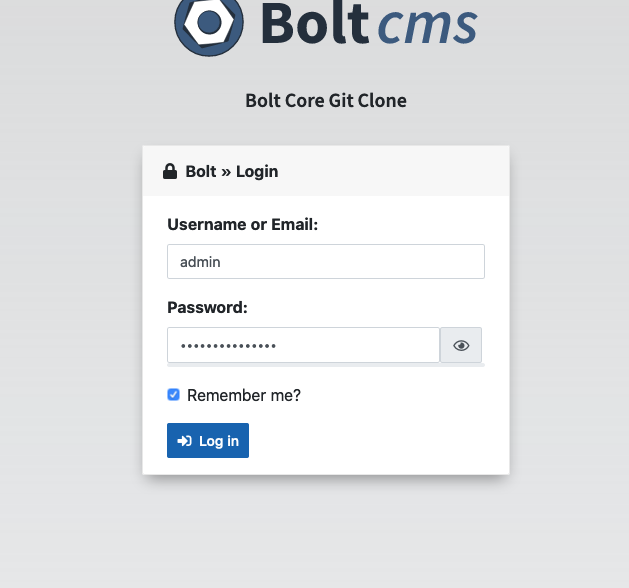 Bolt cms
Bolt Core Git Clone
Bolt » Login
Username or Email:
admin
Password:
•••••••••••••••
Remember me?
Log in